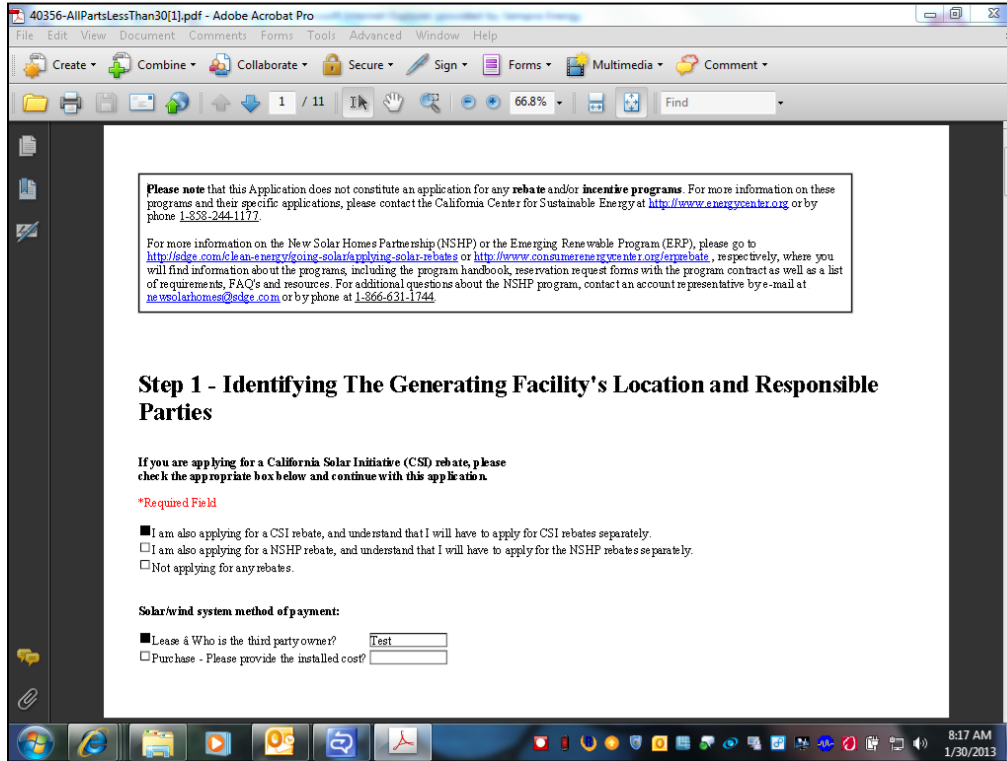 40356-AllPartsLessThan30[1].pdf - Adobe Acrobat Pro
File Edit View Document Comments Forms Tools Advanced Window Help
Create Combine Collaborate Secure Sign Forms Multimedia Comment
1 / 11 66.8% Find
Please note that this Application does not constitute an application for any rebate and/or incentive programs. For more information on these
programs and their specific applications, please contact the California Center for Sustainable Energy at http://www.energycenter.org or by
phone 1-858-244-1177.
For more information on the New Solar Homes Partnership (NSHP) or the Emerging Renewable Program (ERP), please go to
http://sdge.com/clean-energy/going-solar/applying-solar-rebates or http://www.consumerenergycenter.org/erprebate , respectively, where you
will find information about the programs, including the program handbook, reservation request forms with the program contract as well as a list
of requirements, FAQ's and resources. For additional questions about the NSHP program, contact an account representative by e-mail at
newsolarhomes@sdge.com or by phone at 1-866-631-1744.
Step 1 - Identifying The Generating Facility's Location and Responsible
Parties
If you are applying for a California Solar Initiative (CSI) rebate, please
check the appropriate box below and continue with this application.
*Required Field
I am also applying for a CSI rebate, and understand that I will have to apply for CSI rebates separately.
I am also applying for a NSHP rebate, and understand that I will have to apply for the NSHP rebates separately.
Not applying for any rebates.
Solar/wind system method of payment:
Lease â Who is the third party owner? Test
Purchase - Please provide the installed cost?
8:17 AM
1/30/2013